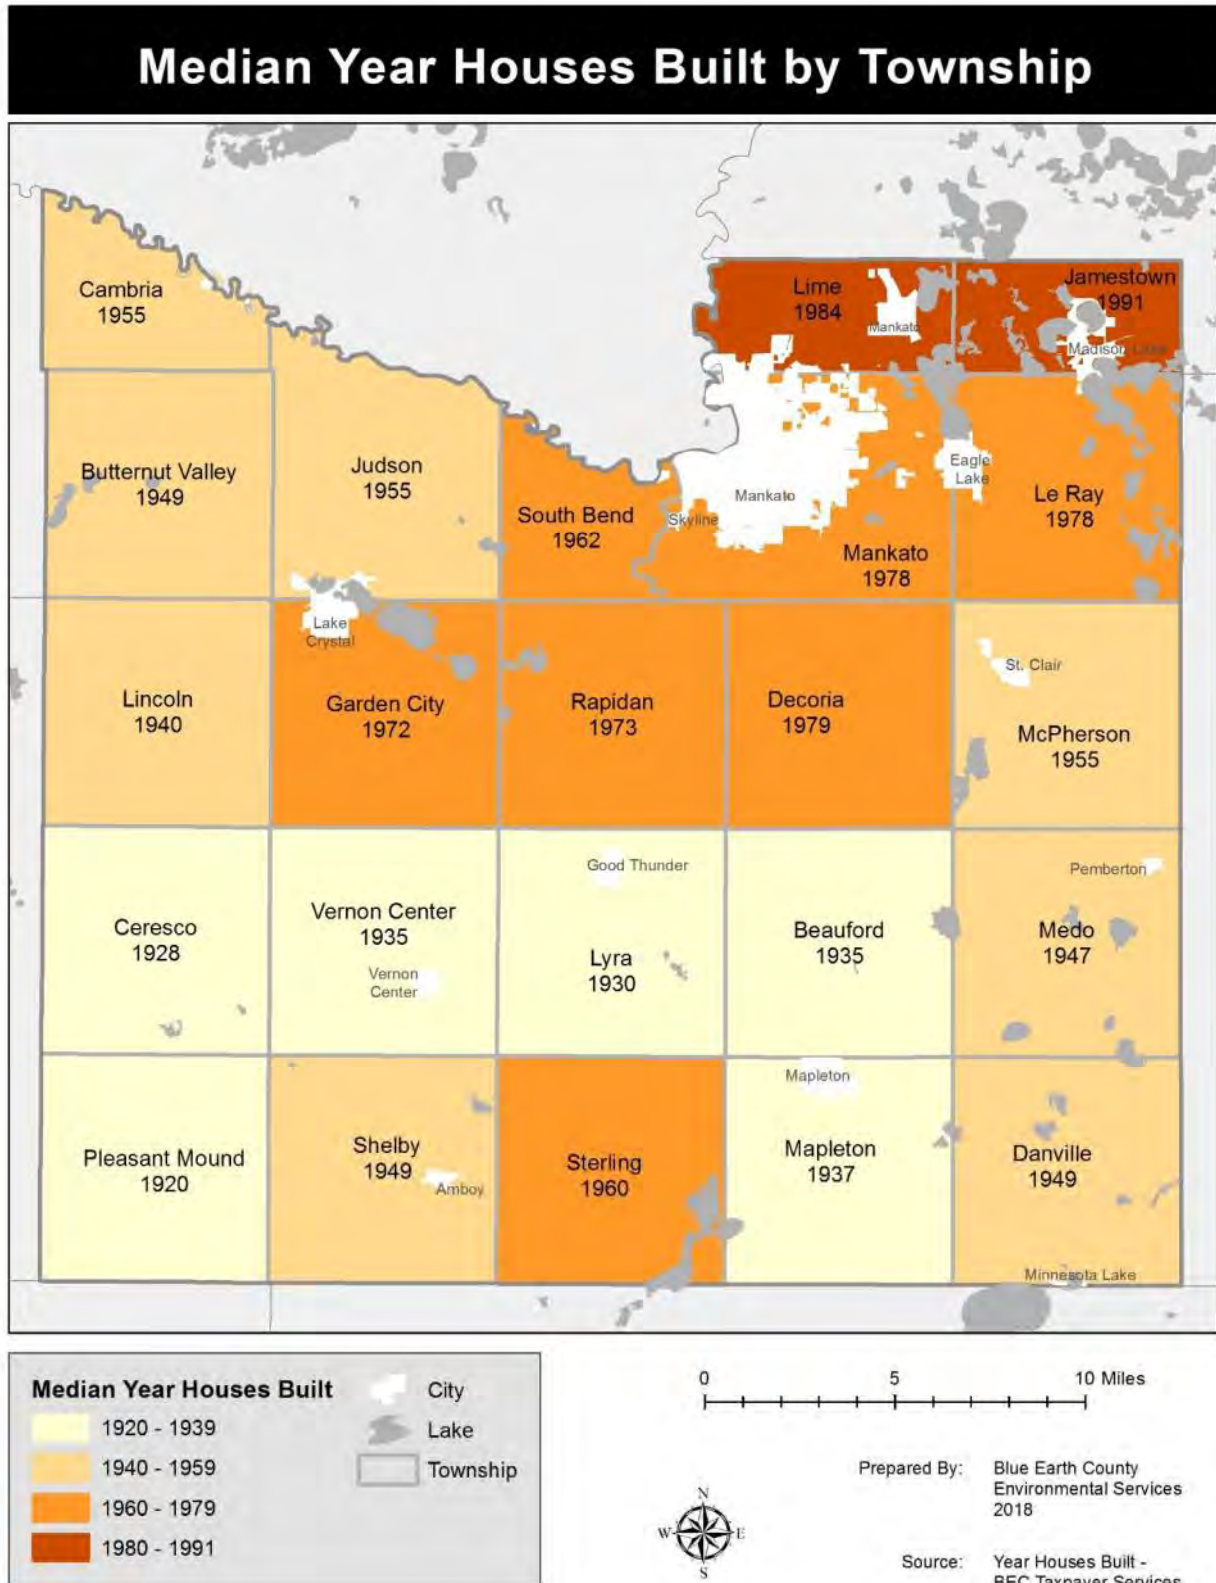 Median Year Houses Built by Township
Cambria
1955
Lime
1984
Mankato
Jamestown
1991
Madison Lake
Butternut Valley
1949
Judson
1955
South Bend
1962
Skyline
Mankato
Mankato
1978
Eagle
Lake
Le Ray
1978
Lake
Crystal
Lincoln
1940
Garden City
1972
Rapidan
1973
Decoria
1979
St. Clair
McPherson
1955
Ceresco
1928
Vernon Center
1935
Vernon
Center
Good Thunder
Lyra
1930
Beauford
1935
Pemberton
Medo
1947
Pleasant Mound
1920
Shelby
1949
Amboy
Sterling
1960
Mapleton
Mapleton
1937
Danville
1949
Minnesota Lake
Median Year Houses Built
1920 - 1939
1940 - 1959
1960 - 1979
1980 - 1991
City
Lake
Township
0 5 10 Miles
N
W E
S
Prepared By: Blue Earth County
Environmental Services
2018
Source: Year Houses Built -
BEC Taxpayer Services